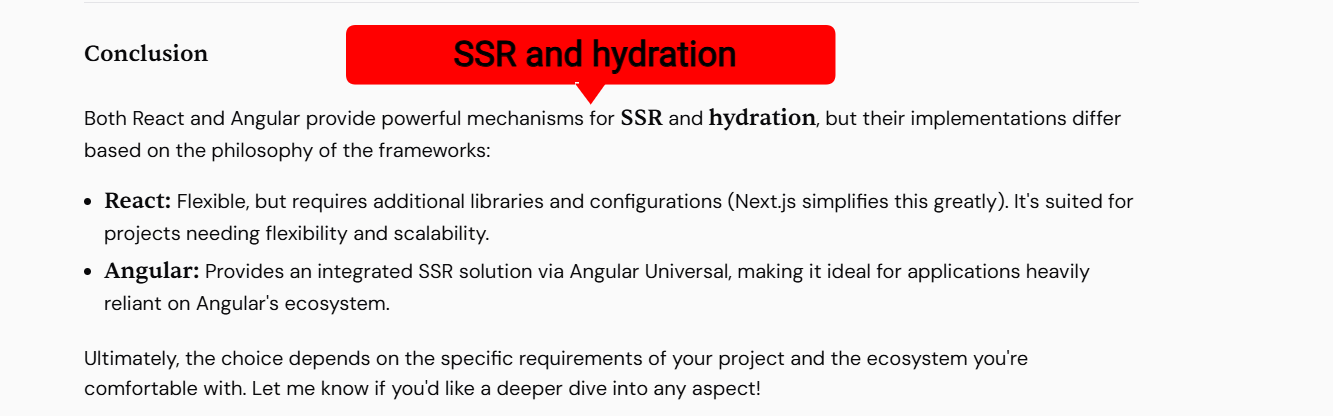 Conclusion
SSR and hydration
Both React and Angular provide powerful mechanisms for SSR and hydration, but their implementations differ
based on the philosophy of the frameworks:
• React: Flexible, but requires additional libraries and configurations (Next.js simplifies this greatly). It's suited for
projects needing flexibility and scalability.
• Angular: Provides an integrated SSR solution via Angular Universal, making it ideal for applications heavily
reliant on Angular's ecosystem.
Ultimately, the choice depends on the specific requirements of your project and the ecosystem you're
comfortable with. Let me know if you'd like a deeper dive into any aspect!